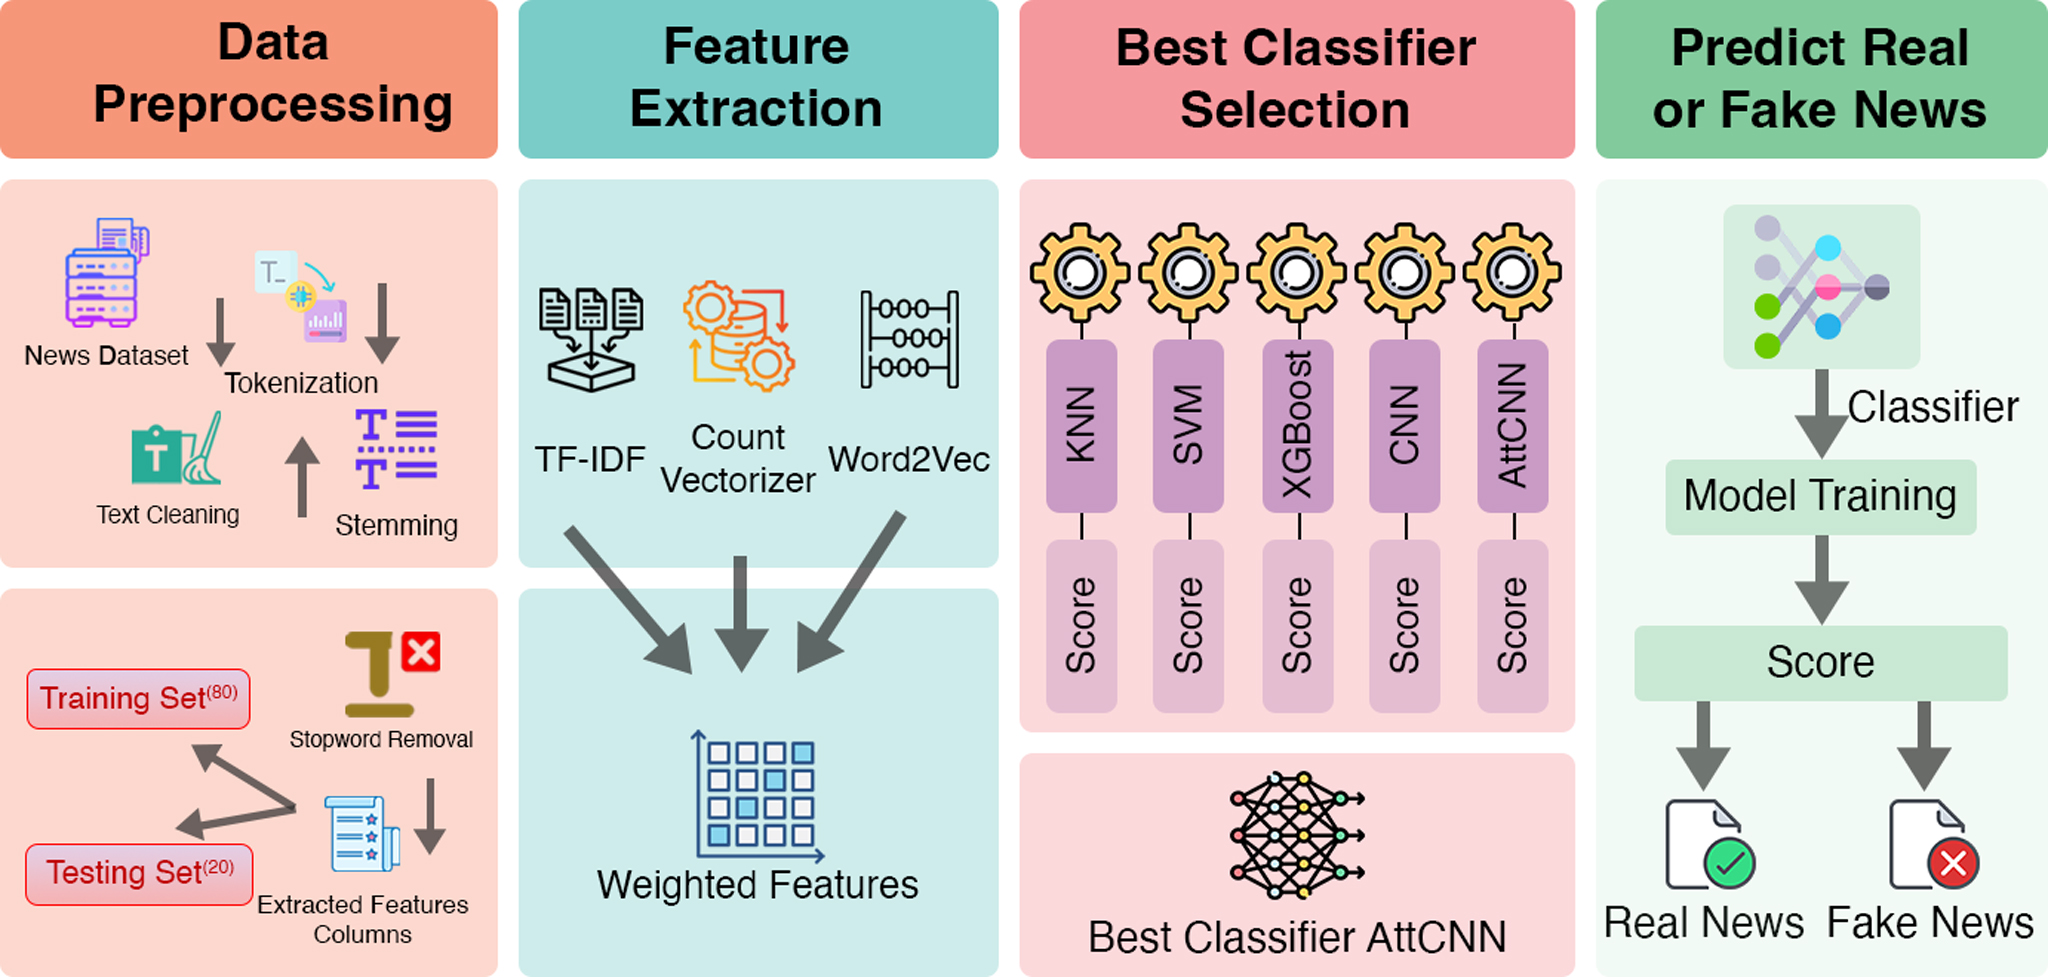 Data
Preprocessing
News Dataset
Tokenization
Text Cleaning
Stemming
Training Set(80)
Stopword Removal
Testing Set(20)
Extracted Features
Columns
Feature
Extraction
TF-IDF
Count
Vectorizer
Word2Vec
Weighted Features
Best Classifier
Selection
KNN
SVM
XGBoost
CNN
AttCNN
Score
Score
Score
Score
Score
Best Classifier AttCNN
Predict Real
or Fake News
Classifier
Model Training
Score
Real News
Fake News